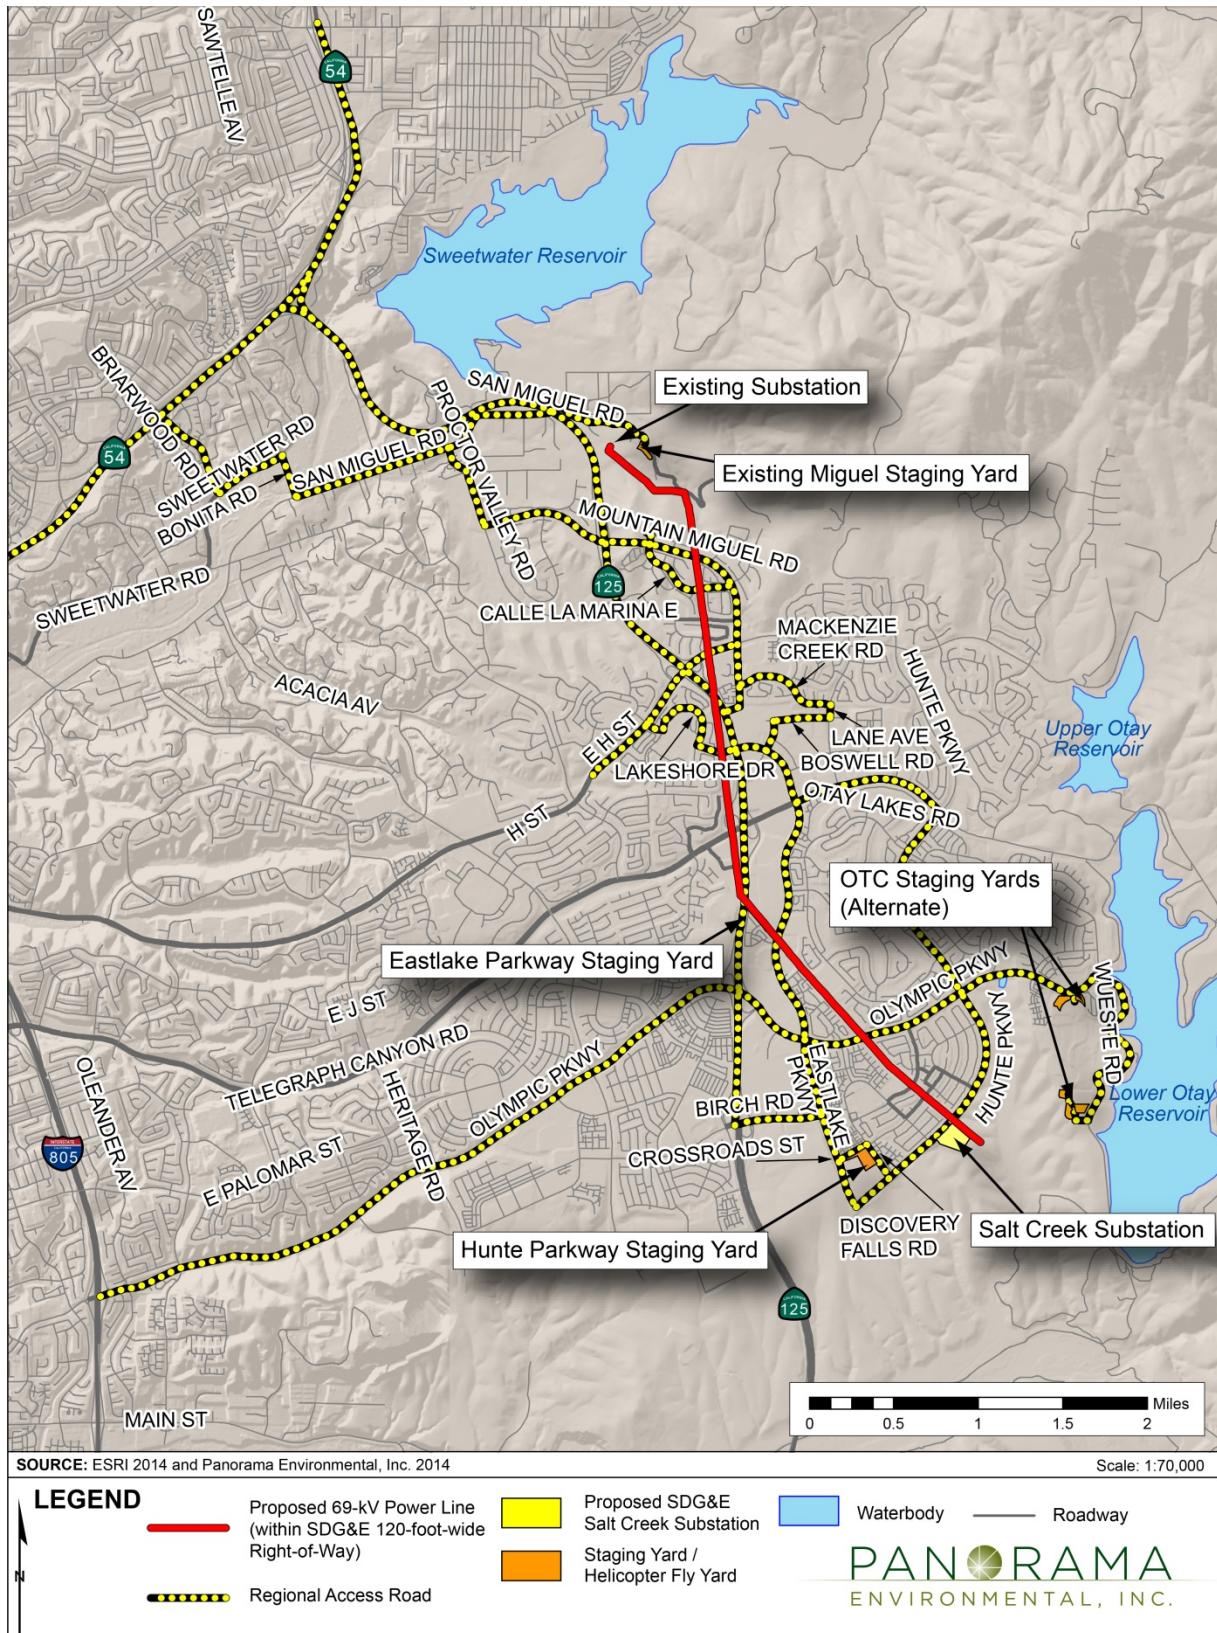 SAWTELLE AV
CALIFORNIA
54
Sweetwater Reservoir
BRIARWOOD RD
CALIFORNIA
54
SWEETWATER RD
BONITA RD
SAN MIGUEL RD
PROCTOR VALLEY RD
SAN MIGUEL RD
Existing Substation
Existing Miguel Staging Yard
MOUNTAIN MIGUEL RD
SWEETWATER RD
CALIFORNIA
125
CALLE LA MARINA E
MACKENZIE
CREEK RD
HUNTE PKWY
ACACIA AV
E H ST
LANE AVE
BOSWELL RD
LAKESHORE DR
Upper Otay
Reservoir
H ST
OTAY LAKES RD
OTC Staging Yards
(Alternate)
Eastlake Parkway Staging Yard
OLYMPIC PKWY
WUESTE RD
E J ST
TELEGRAPH CANYON RD
OLYMPIC PKWY
HUNTE PKWY
OLEANDER AV
HERITAGE RD
EASTLAKE
PKWY
BIRCH RD
Lower Otay
Reservoir
INTERSTATE
CALIFORNIA
805
E PALOMAR ST
CROSSROADS ST
Hunte Parkway Staging Yard
DISCOVERY
FALLS RD
Salt Creek Substation
CALIFORNIA
125
MAIN ST
Miles
0 0.5 1 1.5 2
SOURCE: ESRI 2014 and Panorama Environmental, Inc. 2014
Scale: 1:70,000
LEGEND
N
Proposed 69-kV Power Line
(within SDG&E 120-foot-wide
Right-of-Way)
Regional Access Road
Proposed SDG&E
Salt Creek Substation
Staging Yard /
Helicopter Fly Yard
Waterbody
Roadway
PANORAMA
ENVIRONMENTAL, INC.